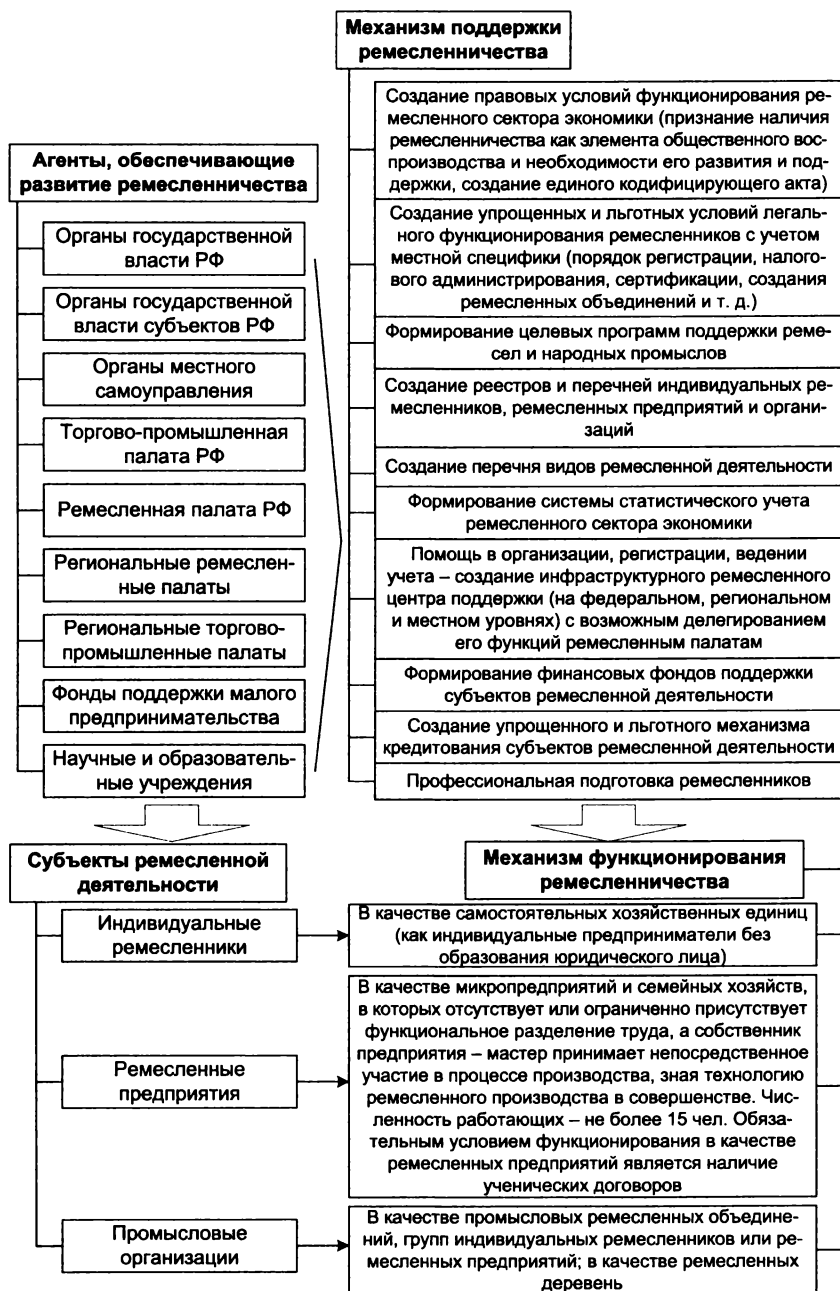 Агенты, обеспечивающие
развитие ремесленничества
Органы государственной
власти РФ
Органы государственной
власти субъектов РФ
Органы местного
самоуправления
Торгово-промышленная
палата РФ
Ремесленная палата РФ
Региональные ремеслен-
ные палаты
Региональные торгово-
промышленные палаты
Фонды поддержки малого
предпринимательства
Научные и образователь-
ные учреждения
Механизм поддержки
ремесленничества
Создание правовых условий функционирования ре-
месленного сектора экономики (признание наличия
ремесленничества как элемента общественного вос-
производства и необходимости его развития и под-
держки, создание единого кодифицирующего акта)
Создание упрощенных и льготных условий легаль-
ного функционирования ремесленников с учетом
местной специфики (порядок регистрации, налого-
вого администрирования, сертификации, создания
ремесленных объединений и т. д.)
Формирование целевых программ поддержки реме-
сел и народных промыслов
Создание реестров и перечней индивидуальных ре-
месленников, ремесленных предприятий и органи-
заций
Создание перечня видов ремесленной деятельности
Формирование системы статистического учета
ремесленного сектора экономики
Помощь в организации, регистрации, ведении
учета – создание инфраструктурного ремесленного
центра поддержки (на федеральном, региональном
и местном уровнях) с возможным делегированием
его функций ремесленным палатам
Формирование финансовых фондов поддержки
субъектов ремесленной деятельности
Создание упрощенного и льготного механизма
кредитования субъектов ремесленной деятельности
Профессиональная подготовка ремесленников
Субъекты ремесленной
деятельности
Механизм функционирования
ремесленничества
Индивидуальные
ремесленники
В качестве самостоятельных хозяйственных единиц
(как индивидуальные предприниматели без
образования юридического лица)
Ремесленные
предприятия
В качестве микропредприятий и семейных хозяйств,
в которых отсутствует или ограниченно присутствует
функциональное разделение труда, а собственник
предприятия – мастер принимает непосредственное
участие в процессе производства, зная технологию
ремесленного производства в совершенстве. Чис-
ленность работающих – не более 15 чел. Обяза-
тельным условием функционирования в качестве
ремесленных предприятий является наличие
ученических договоров
Промысловые
организации
В качестве промысловых ремесленных объедине-
ний, групп индивидуальных ремесленников или ре-
месленных предприятий; в качестве ремесленных
деревень